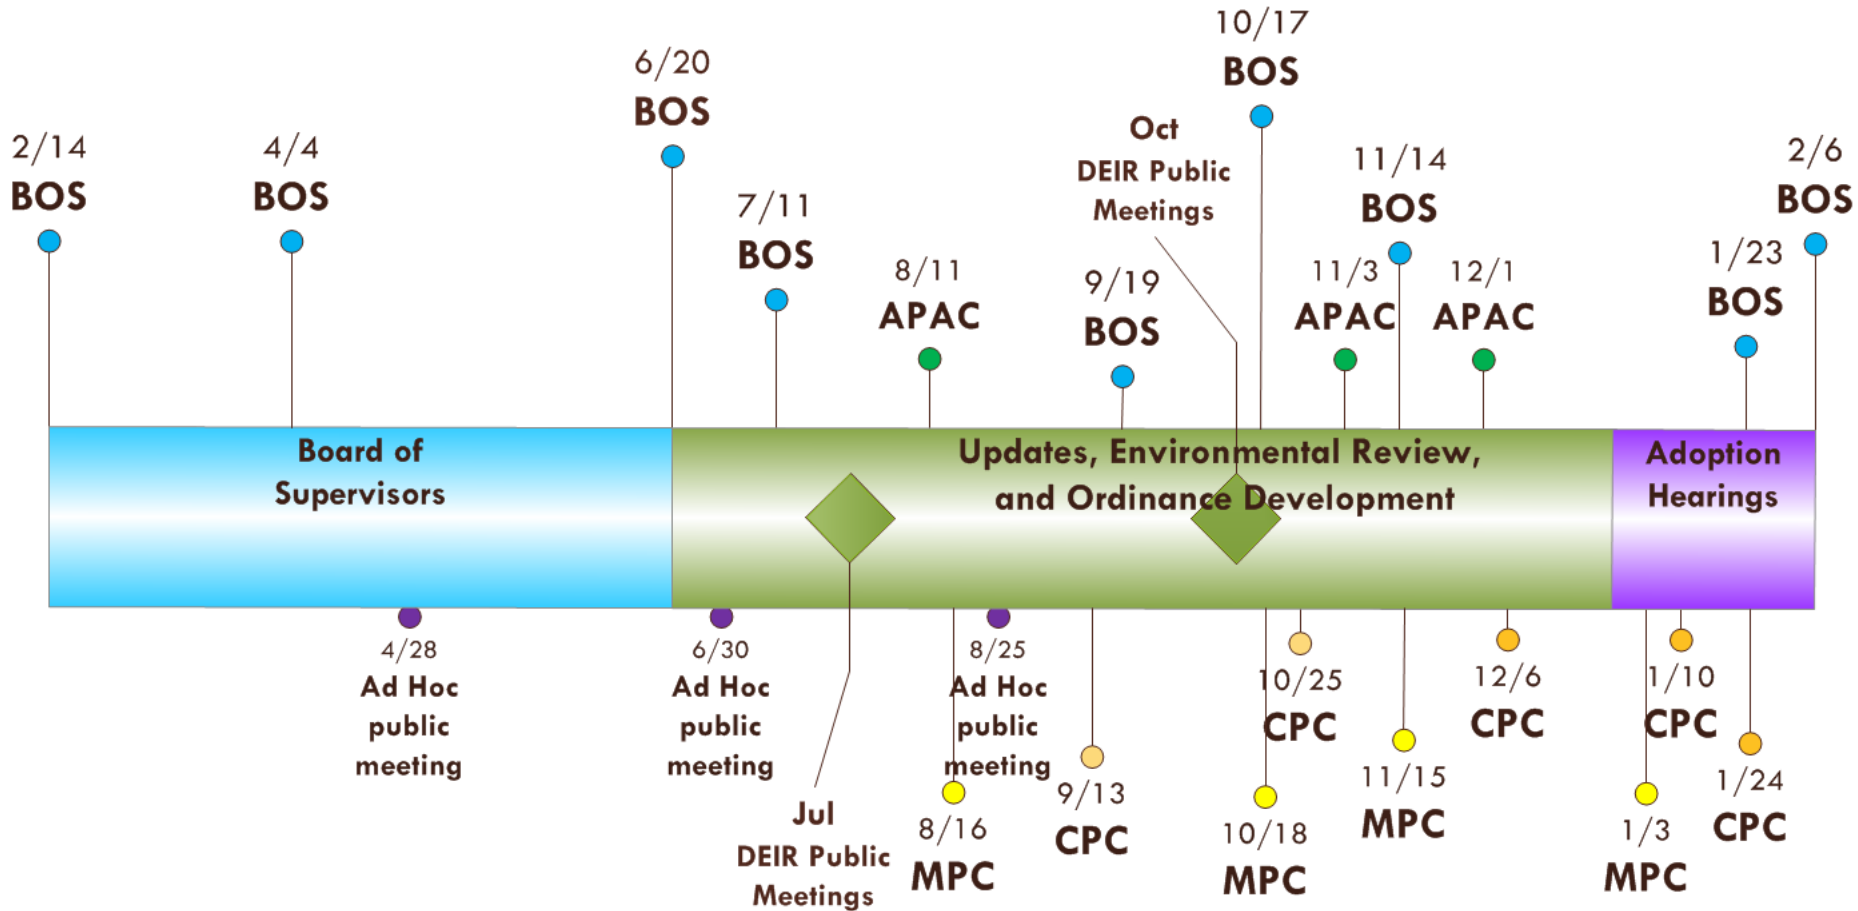 2/14
BOS
4/4
BOS
6/20
BOS
7/11
BOS
8/11
APAC
9/19
BOS
Oct
DEIR Public
Meetings
10/17
BOS
11/3
APAC
11/14
BOS
12/1
APAC
1/23
BOS
2/6
BOS
Board of
Supervisors
Updates, Environmental Review,
and Ordinance Development
Adoption
Hearings
4/28
Ad Hoc
public
meeting
6/30
Ad Hoc
public
meeting
Jul
DEIR Public
Meetings
8/16
MPC
8/25
Ad Hoc
public
meeting
9/13
CPC
10/18
MPC
10/25
CPC
11/15
MPC
12/6
CPC
1/3
MPC
1/10
CPC
1/24
CPC